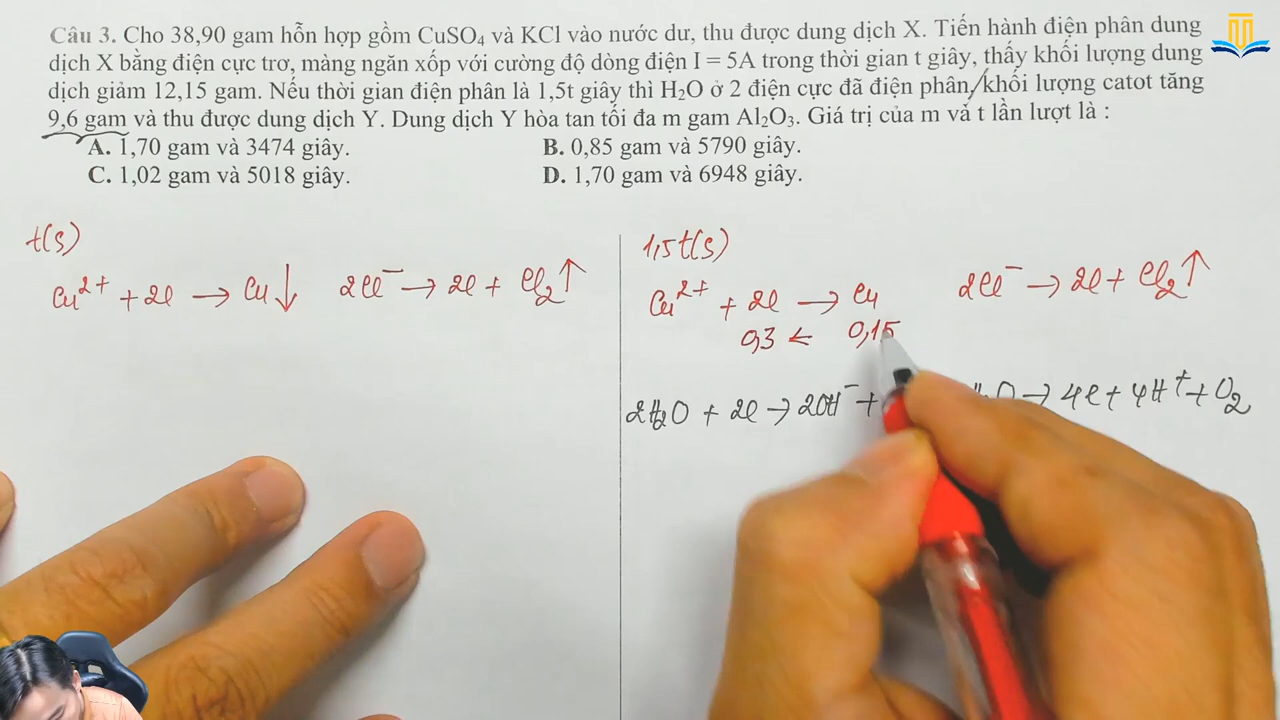 Câu 3. Cho 38,90 gam hỗn hợp gồm CuSO₄ và KCl vào nước dư, thu được dung dịch X. Tiến hành điện phân dung
dịch X bằng điện cực trơ, màng ngăn xốp với cường độ dòng điện I = 5A trong thời gian t giây, thấy khối lượng dung
dịch giảm 12,15 gam. Nếu thời gian điện phân là 1,5t giây thì H₂O ở 2 điện cực đã điện phân, khối lượng catot tăng
9,6 gam và thu được dung dịch Y. Dung dịch Y hòa tan tối đa m gam Al₂O₃. Giá trị của m và t lần lượt là :
A. 1,70 gam và 3474 giây. B. 0,85 gam và 5790 giây.
C. 1,02 gam và 5018 giây. D. 1,70 gam và 6948 giây.
t(s)
Cu²⁺ + 2e → Cu↓ 2Cl⁻ → 2e + Cl₂↑
1,5t(s)
Cu²⁺ + 2e → Cu 2Cl⁻ → 2e + Cl₂↑
0,3 ← 0,15
2H₂O + 2e → 2OH⁻ + O → 4e + 4H⁺ + O₂